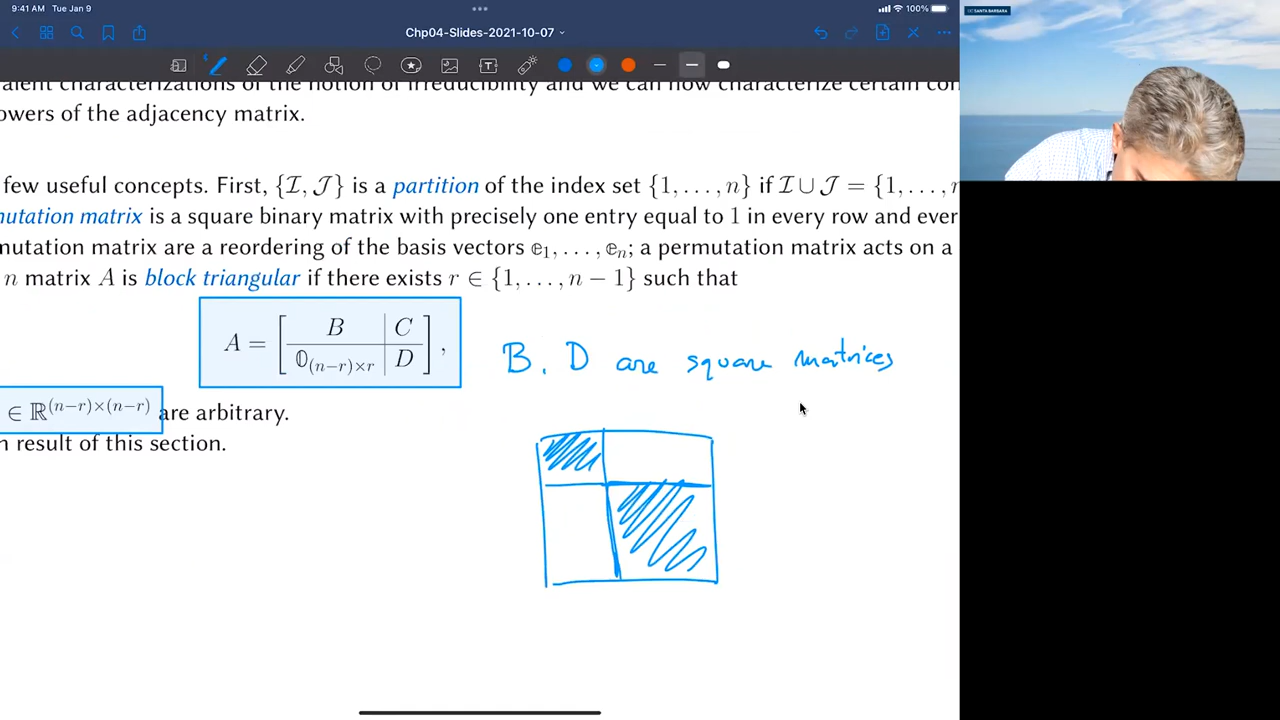 9:41 AM Tue Jan 9
100%
SANTA BARBARA
Chp04-Slides-2021-10-07
alent characterizations of the notion of irreducibility and we can now characterize certain con
owers of the adjacency matrix.
few useful concepts. First, {ℐ, 𝒥} is a partition of the index set {1, . . . , n} if ℐ ∪ 𝒥 = {1, . . . , n
mutation matrix is a square binary matrix with precisely one entry equal to 1 in every row and ever
mutation matrix are a reordering of the basis vectors 𝕖₁, . . . , 𝕖ₙ; a permutation matrix acts on a
n matrix A is block triangular if there exists r ∈ {1, . . . , n − 1} such that
A = [ B | C ; 𝟘₍ₙ₋ᵣ₎ₓᵣ | D ] ,
B, D are square matrices
∈ ℝ^(n−r)×(n−r) are arbitrary.
n result of this section.